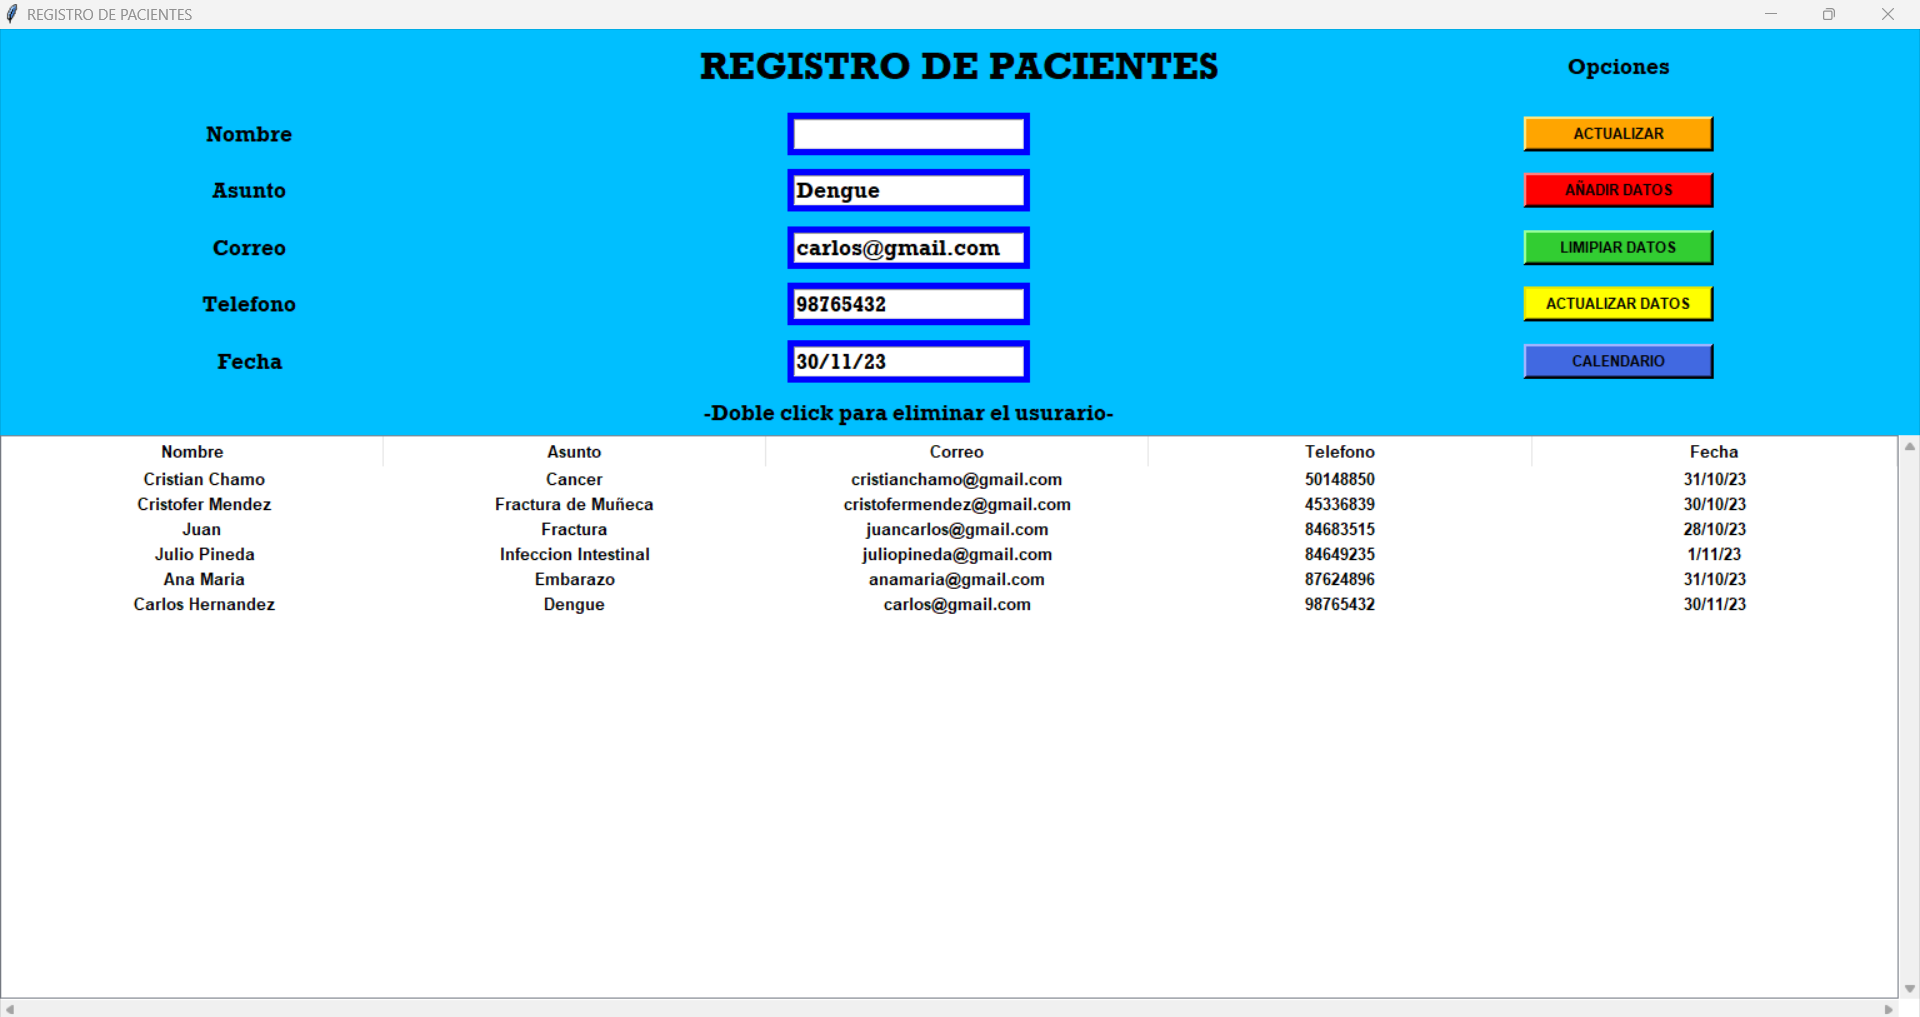 REGISTRO DE PACIENTES
REGISTRO DE PACIENTES Opciones
Nombre ACTUALIZAR
Asunto Dengue AÑADIR DATOS
Correo carlos@gmail.com LIMIPIAR DATOS
Telefono 98765432 ACTUALIZAR DATOS
Fecha 30/11/23 CALENDARIO
-Doble click para eliminar el usurario-
Nombre Asunto Correo Telefono Fecha
Cristian Chamo Cancer cristianchamo@gmail.com 50148850 31/10/23
Cristofer Mendez Fractura de Muñeca cristofermendez@gmail.com 45336839 30/10/23
Juan Fractura juancarlos@gmail.com 84683515 28/10/23
Julio Pineda Infeccion Intestinal juliopineda@gmail.com 84649235 1/11/23
Ana Maria Embarazo anamaria@gmail.com 87624896 31/10/23
Carlos Hernandez Dengue carlos@gmail.com 98765432 30/11/23